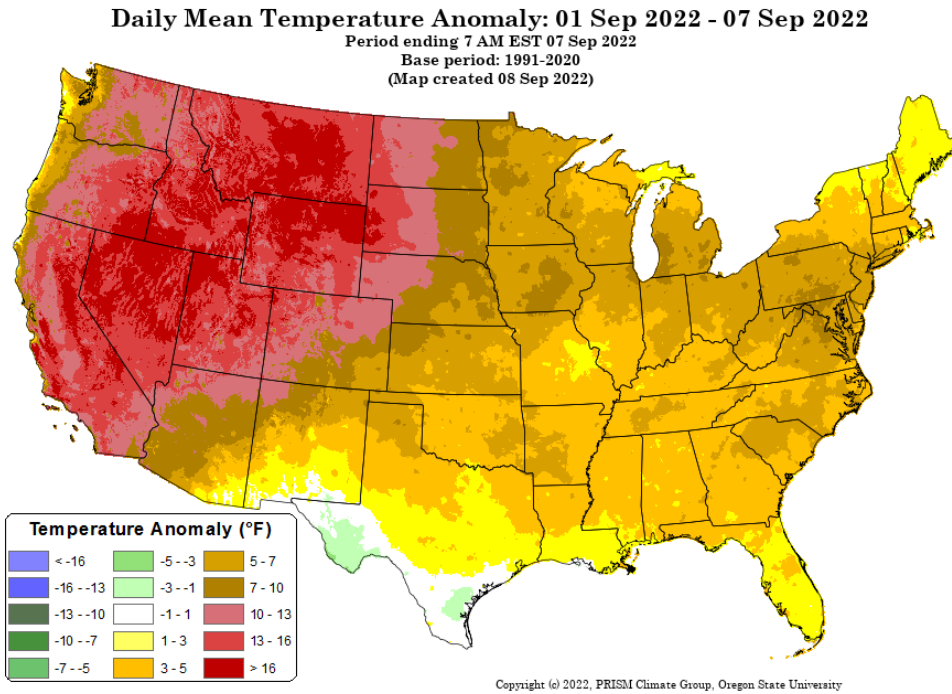 Daily Mean Temperature Anomaly: 01 Sep 2022 - 07 Sep 2022
Period ending 7 AM EST 07 Sep 2022
Base period: 1991-2020
(Map created 08 Sep 2022)
Temperature Anomaly (°F)
< -16
-16 - -13
-13 - -10
-10 - -7
-7 - -5
-5 - -3
-3 - -1
-1 - 1
1 - 3
3 - 5
5 - 7
7 - 10
10 - 13
13 - 16
> 16
Copyright (c) 2022, PRISM Climate Group, Oregon State University